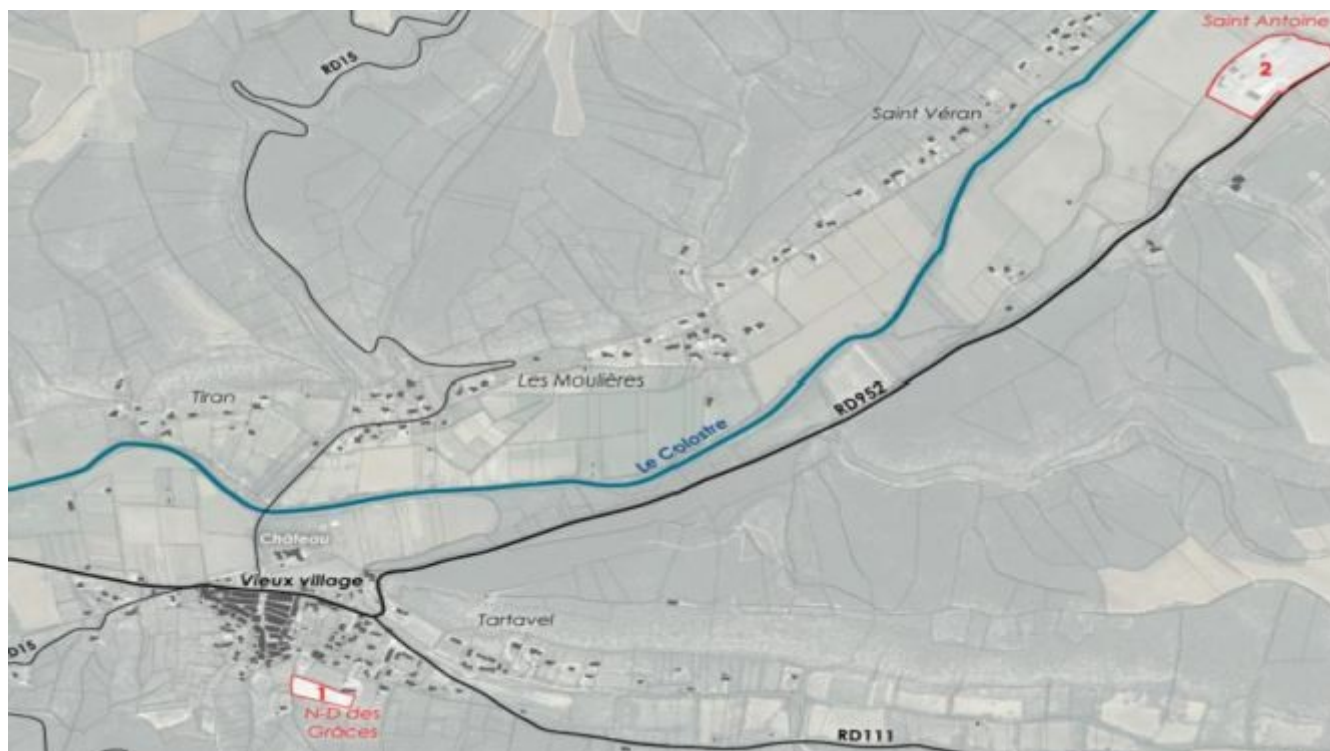 Saint Antoine
2
RD15
Saint Véran
Les Moulières
Tiran
RD952
Le Colostre
Château
Vieux village
Tartavel
D15
1
N-D des
Grâces
RD111